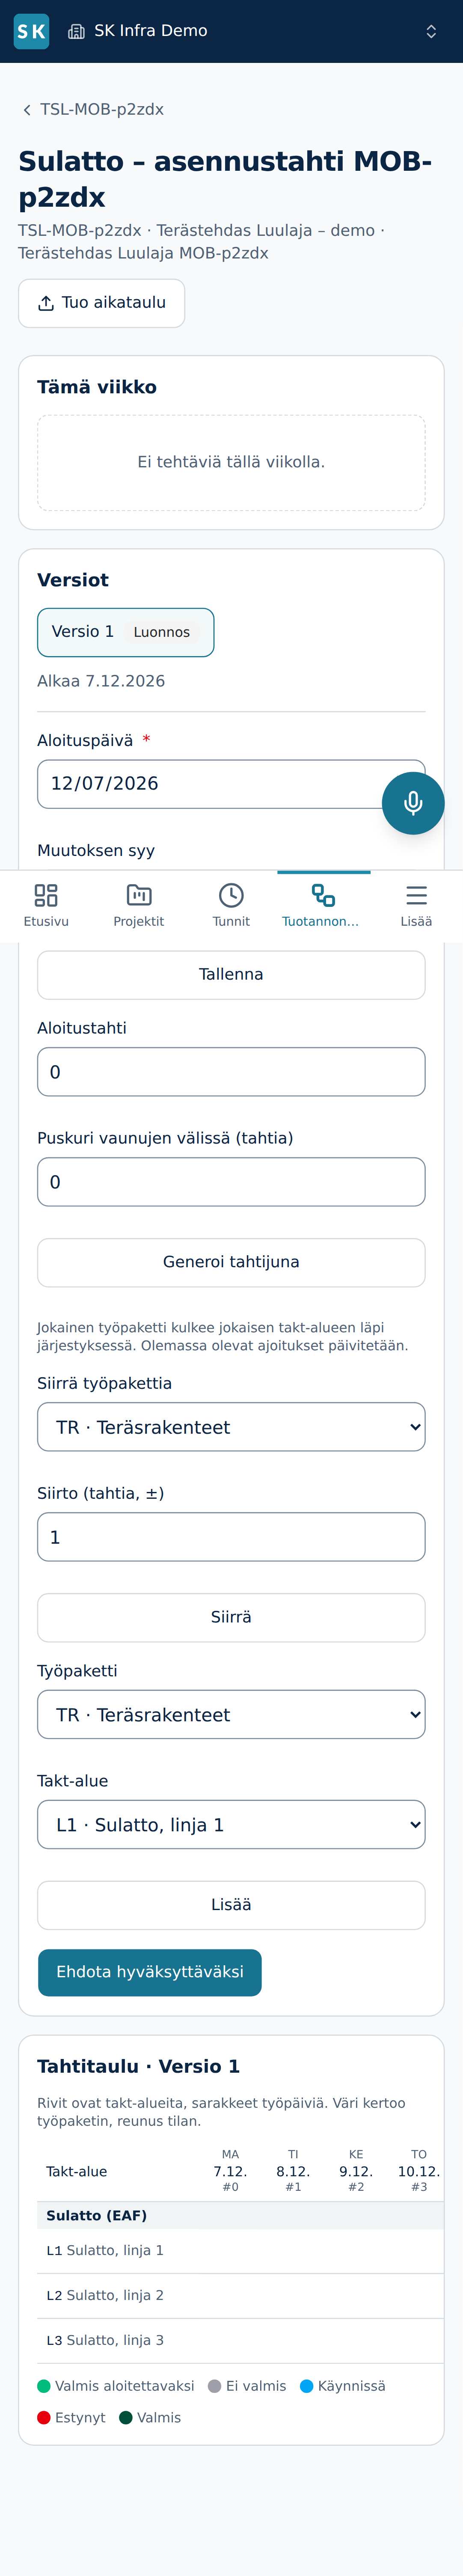 SK SK Infra Demo
TSL-MOB-p2zdx
Sulatto – asennustahti MOB-
p2zdx
TSL-MOB-p2zdx · Terästehdas Luulaja – demo ·
Terästehdas Luulaja MOB-p2zdx
Tuo aikataulu
Tämä viikko
Ei tehtäviä tällä viikolla.
Versiot
Versio 1 Luonnos
Alkaa 7.12.2026
Aloituspäivä *
12/07/2026
Muutoksen syy
Etusivu Projektit Tunnit Tuotannon... Lisää
Tallenna
Aloitustahti
0
Puskuri vaunujen välissä (tahtia)
0
Generoi tahtijuna
Jokainen työpaketti kulkee jokaisen takt-alueen läpi
järjestyksessä. Olemassa olevat ajoitukset päivitetään.
Siirrä työpakettia
TR · Teräsrakenteet
Siirto (tahtia, ±)
1
Siirrä
Työpaketti
TR · Teräsrakenteet
Takt-alue
L1 · Sulatto, linja 1
Lisää
Ehdota hyväksyttäväksi
Tahtitaulu · Versio 1
Rivit ovat takt-alueita, sarakkeet työpäiviä. Väri kertoo
työpaketin, reunus tilan.
MA TI KE TO
Takt-alue 7.12. 8.12. 9.12. 10.12.
#0 #1 #2 #3
Sulatto (EAF)
L1 Sulatto, linja 1
L2 Sulatto, linja 2
L3 Sulatto, linja 3
Valmis aloitettavaksi Ei valmis Käynnissä
Estynyt Valmis